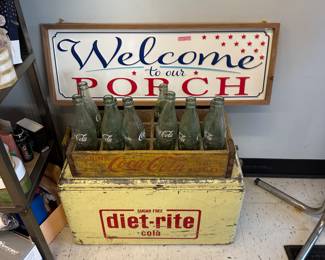 Welcome
to our
PORCH
Coca-Cola
SUGAR FREE
diet-rite
cola